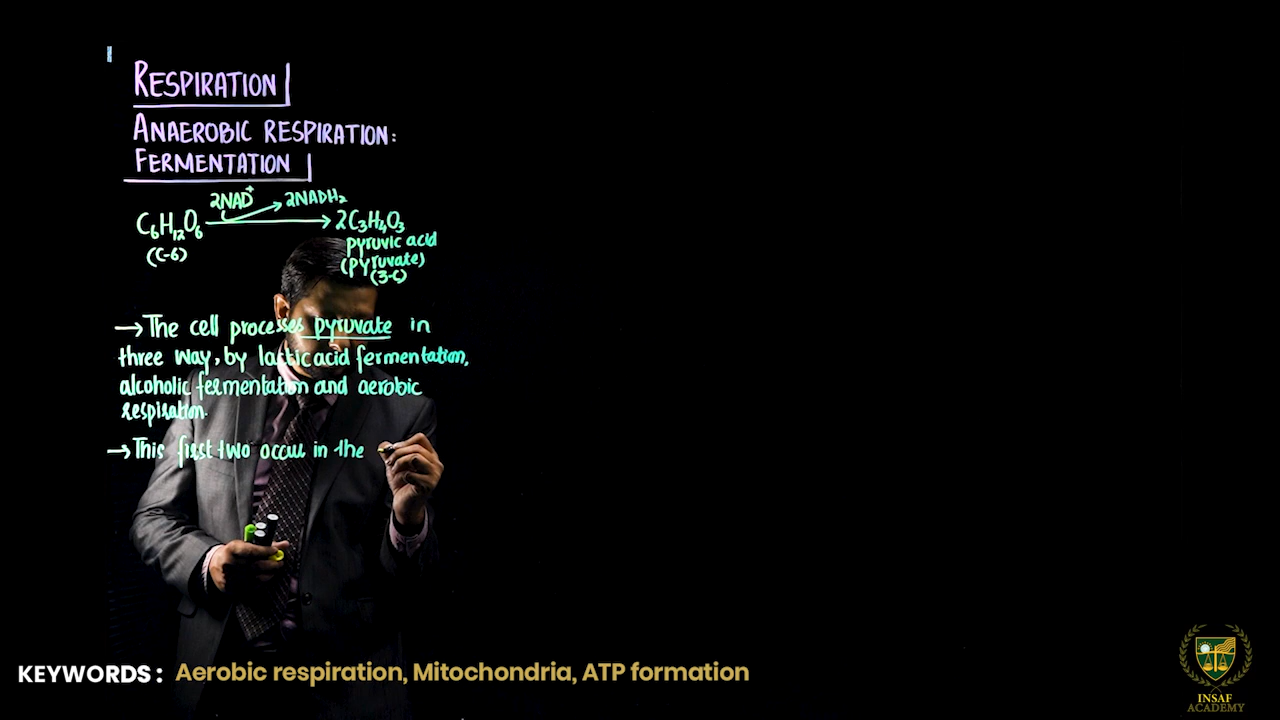 RESPIRATION
ANAEROBIC RESPIRATION:
FERMENTATION
2NAD⁺ 2NADH₂
C₆H₁₂O₆ → 2C₃H₄O₃
(C-6) pyruvic acid
(pyruvate)
(3-C)
→ The cell processes pyruvate in
three way, by lactic acid fermentation,
alcoholic fermentation and aerobic
respiration.
→ This first two occur in the
KEYWORDS : Aerobic respiration, Mitochondria, ATP formation
INSAF
ACADEMY